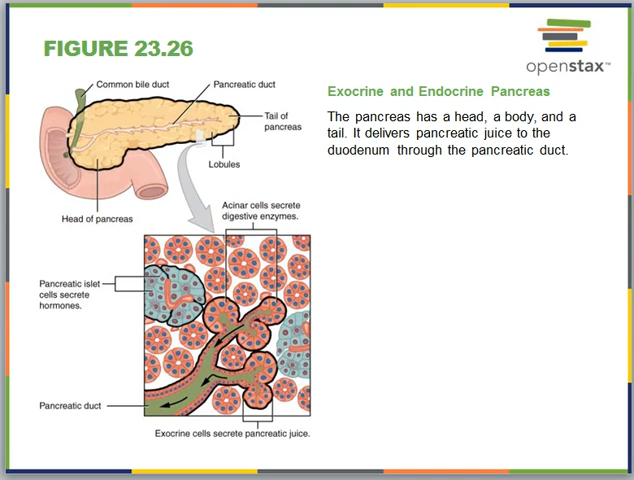 FIGURE 23.26
openstax™
Exocrine and Endocrine Pancreas
The pancreas has a head, a body, and a
tail. It delivers pancreatic juice to the
duodenum through the pancreatic duct.
Common bile duct
Pancreatic duct
Tail of
pancreas
Lobules
Head of pancreas
Acinar cells secrete
digestive enzymes.
Pancreatic islet
cells secrete
hormones.
Pancreatic duct
Exocrine cells secrete pancreatic juice.